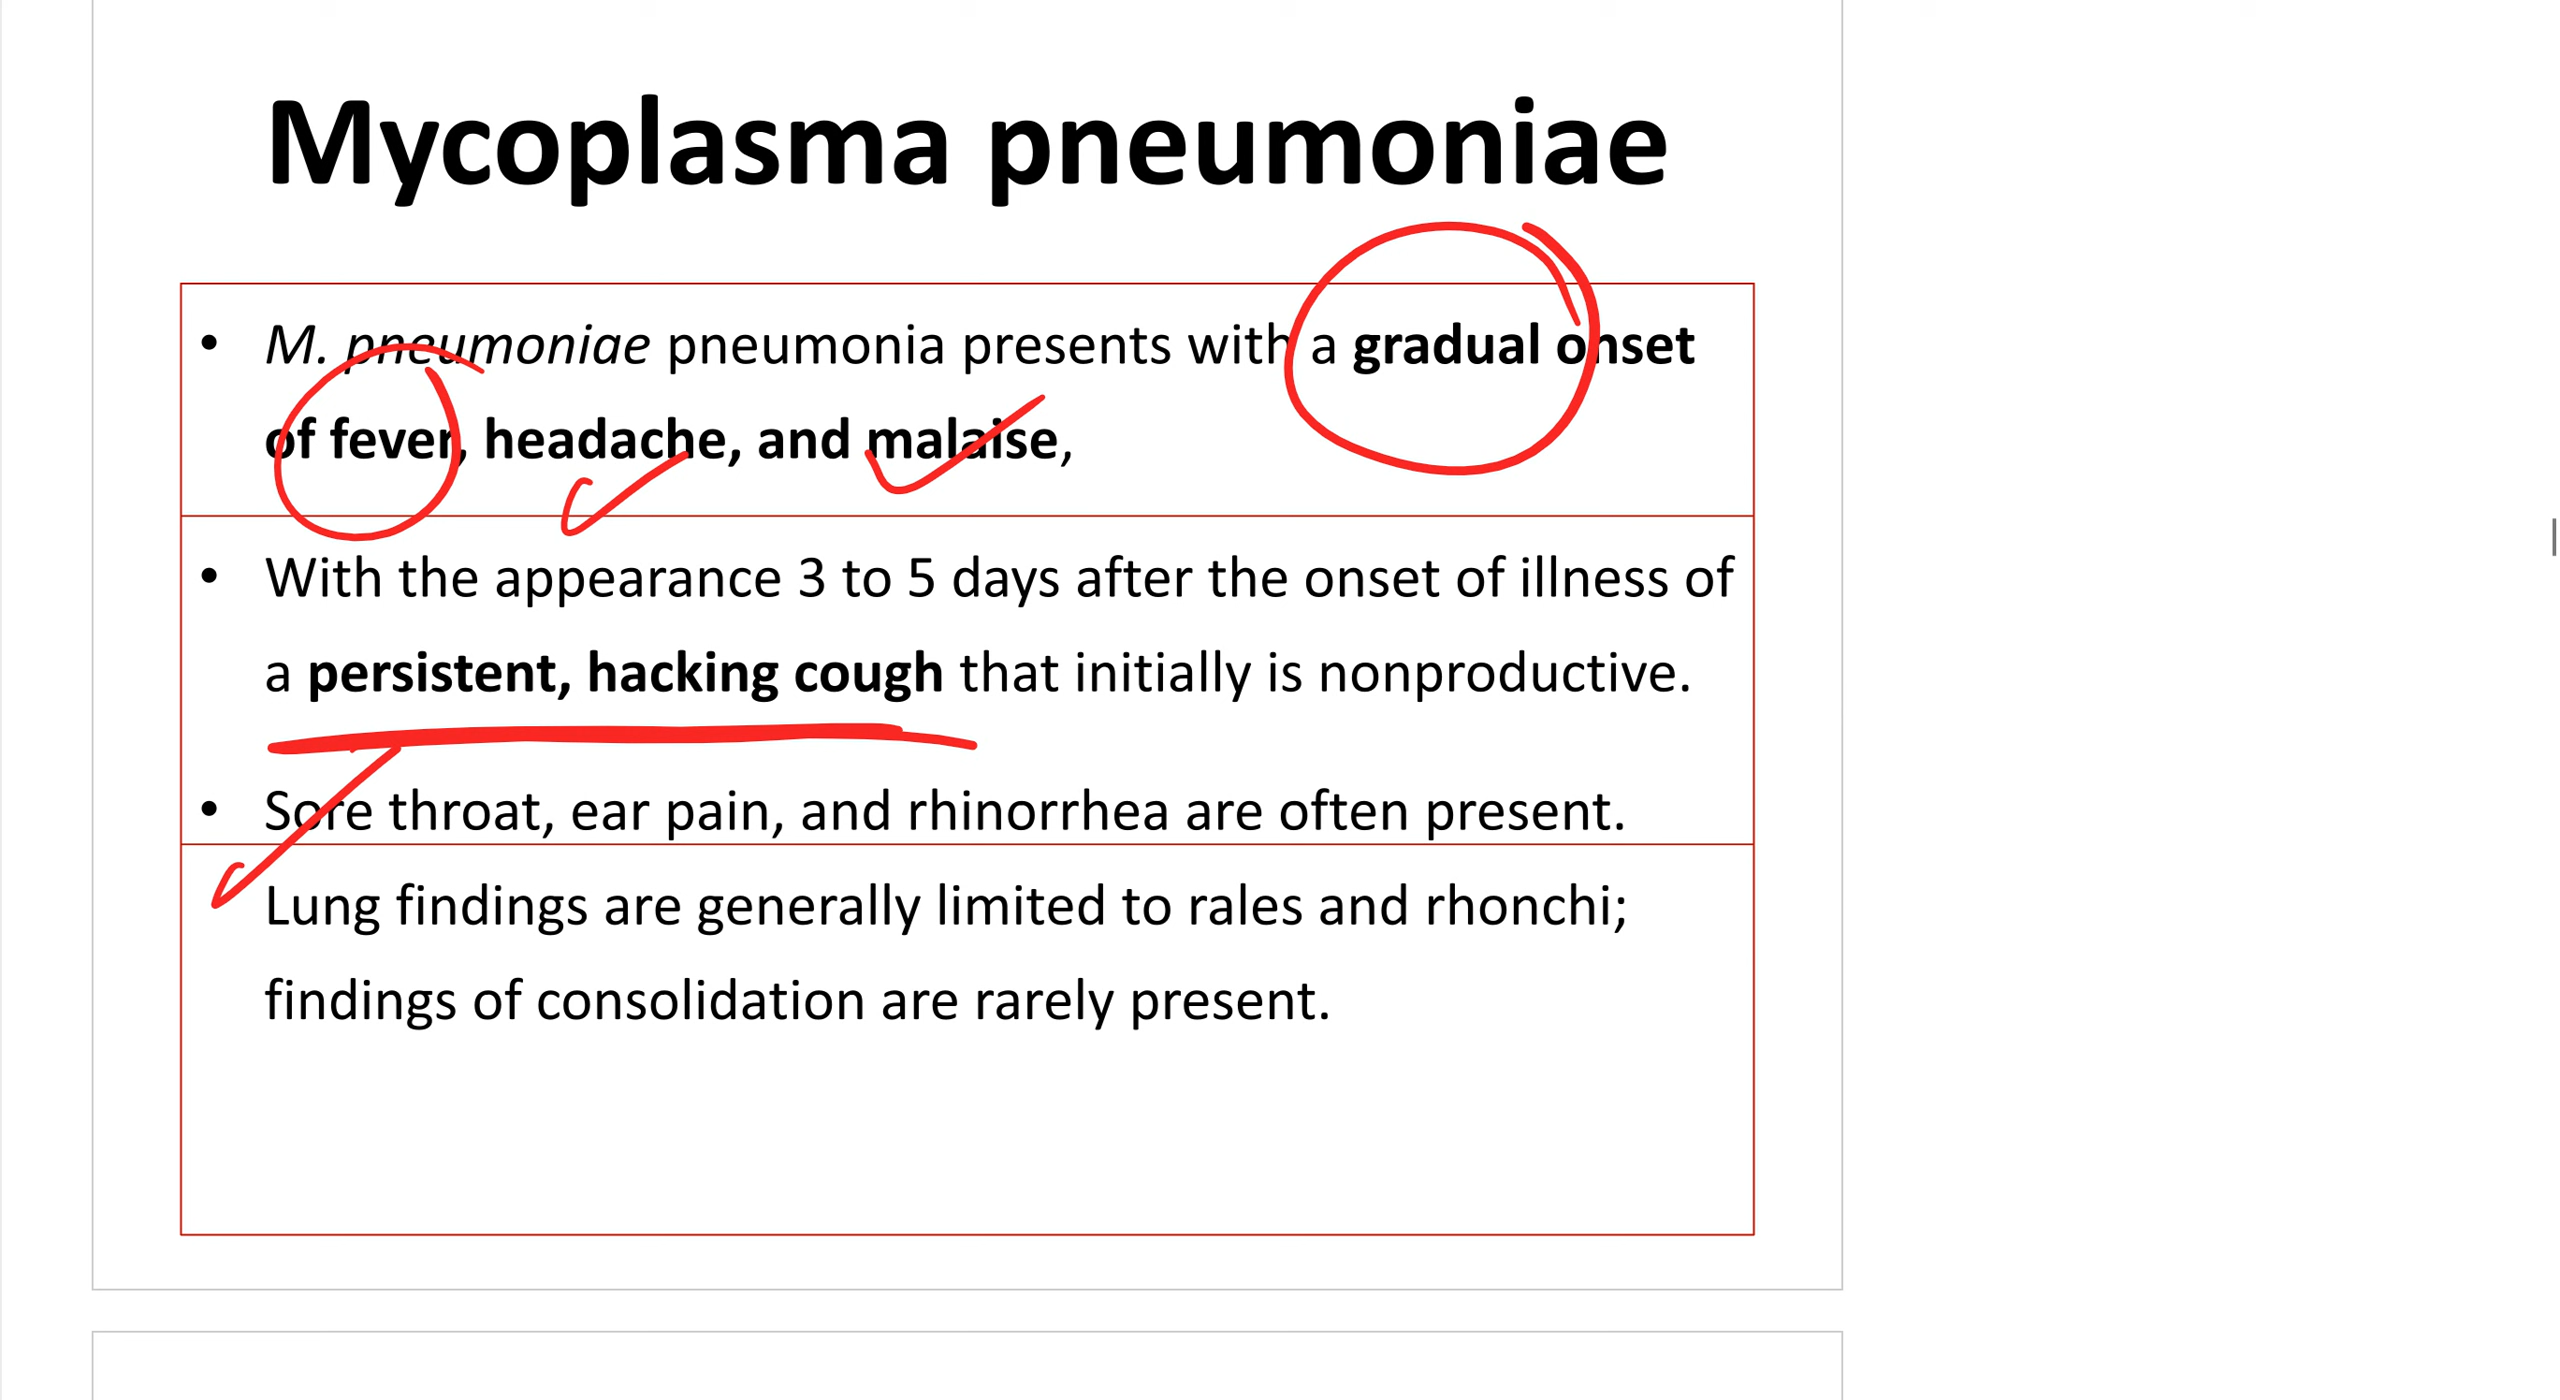 Mycoplasma pneumoniae
• M. pneumoniae pneumonia presents with a gradual onset
of fever, headache, and malaise,
• With the appearance 3 to 5 days after the onset of illness of
a persistent, hacking cough that initially is nonproductive.
• Sore throat, ear pain, and rhinorrhea are often present.
Lung findings are generally limited to rales and rhonchi;
findings of consolidation are rarely present.